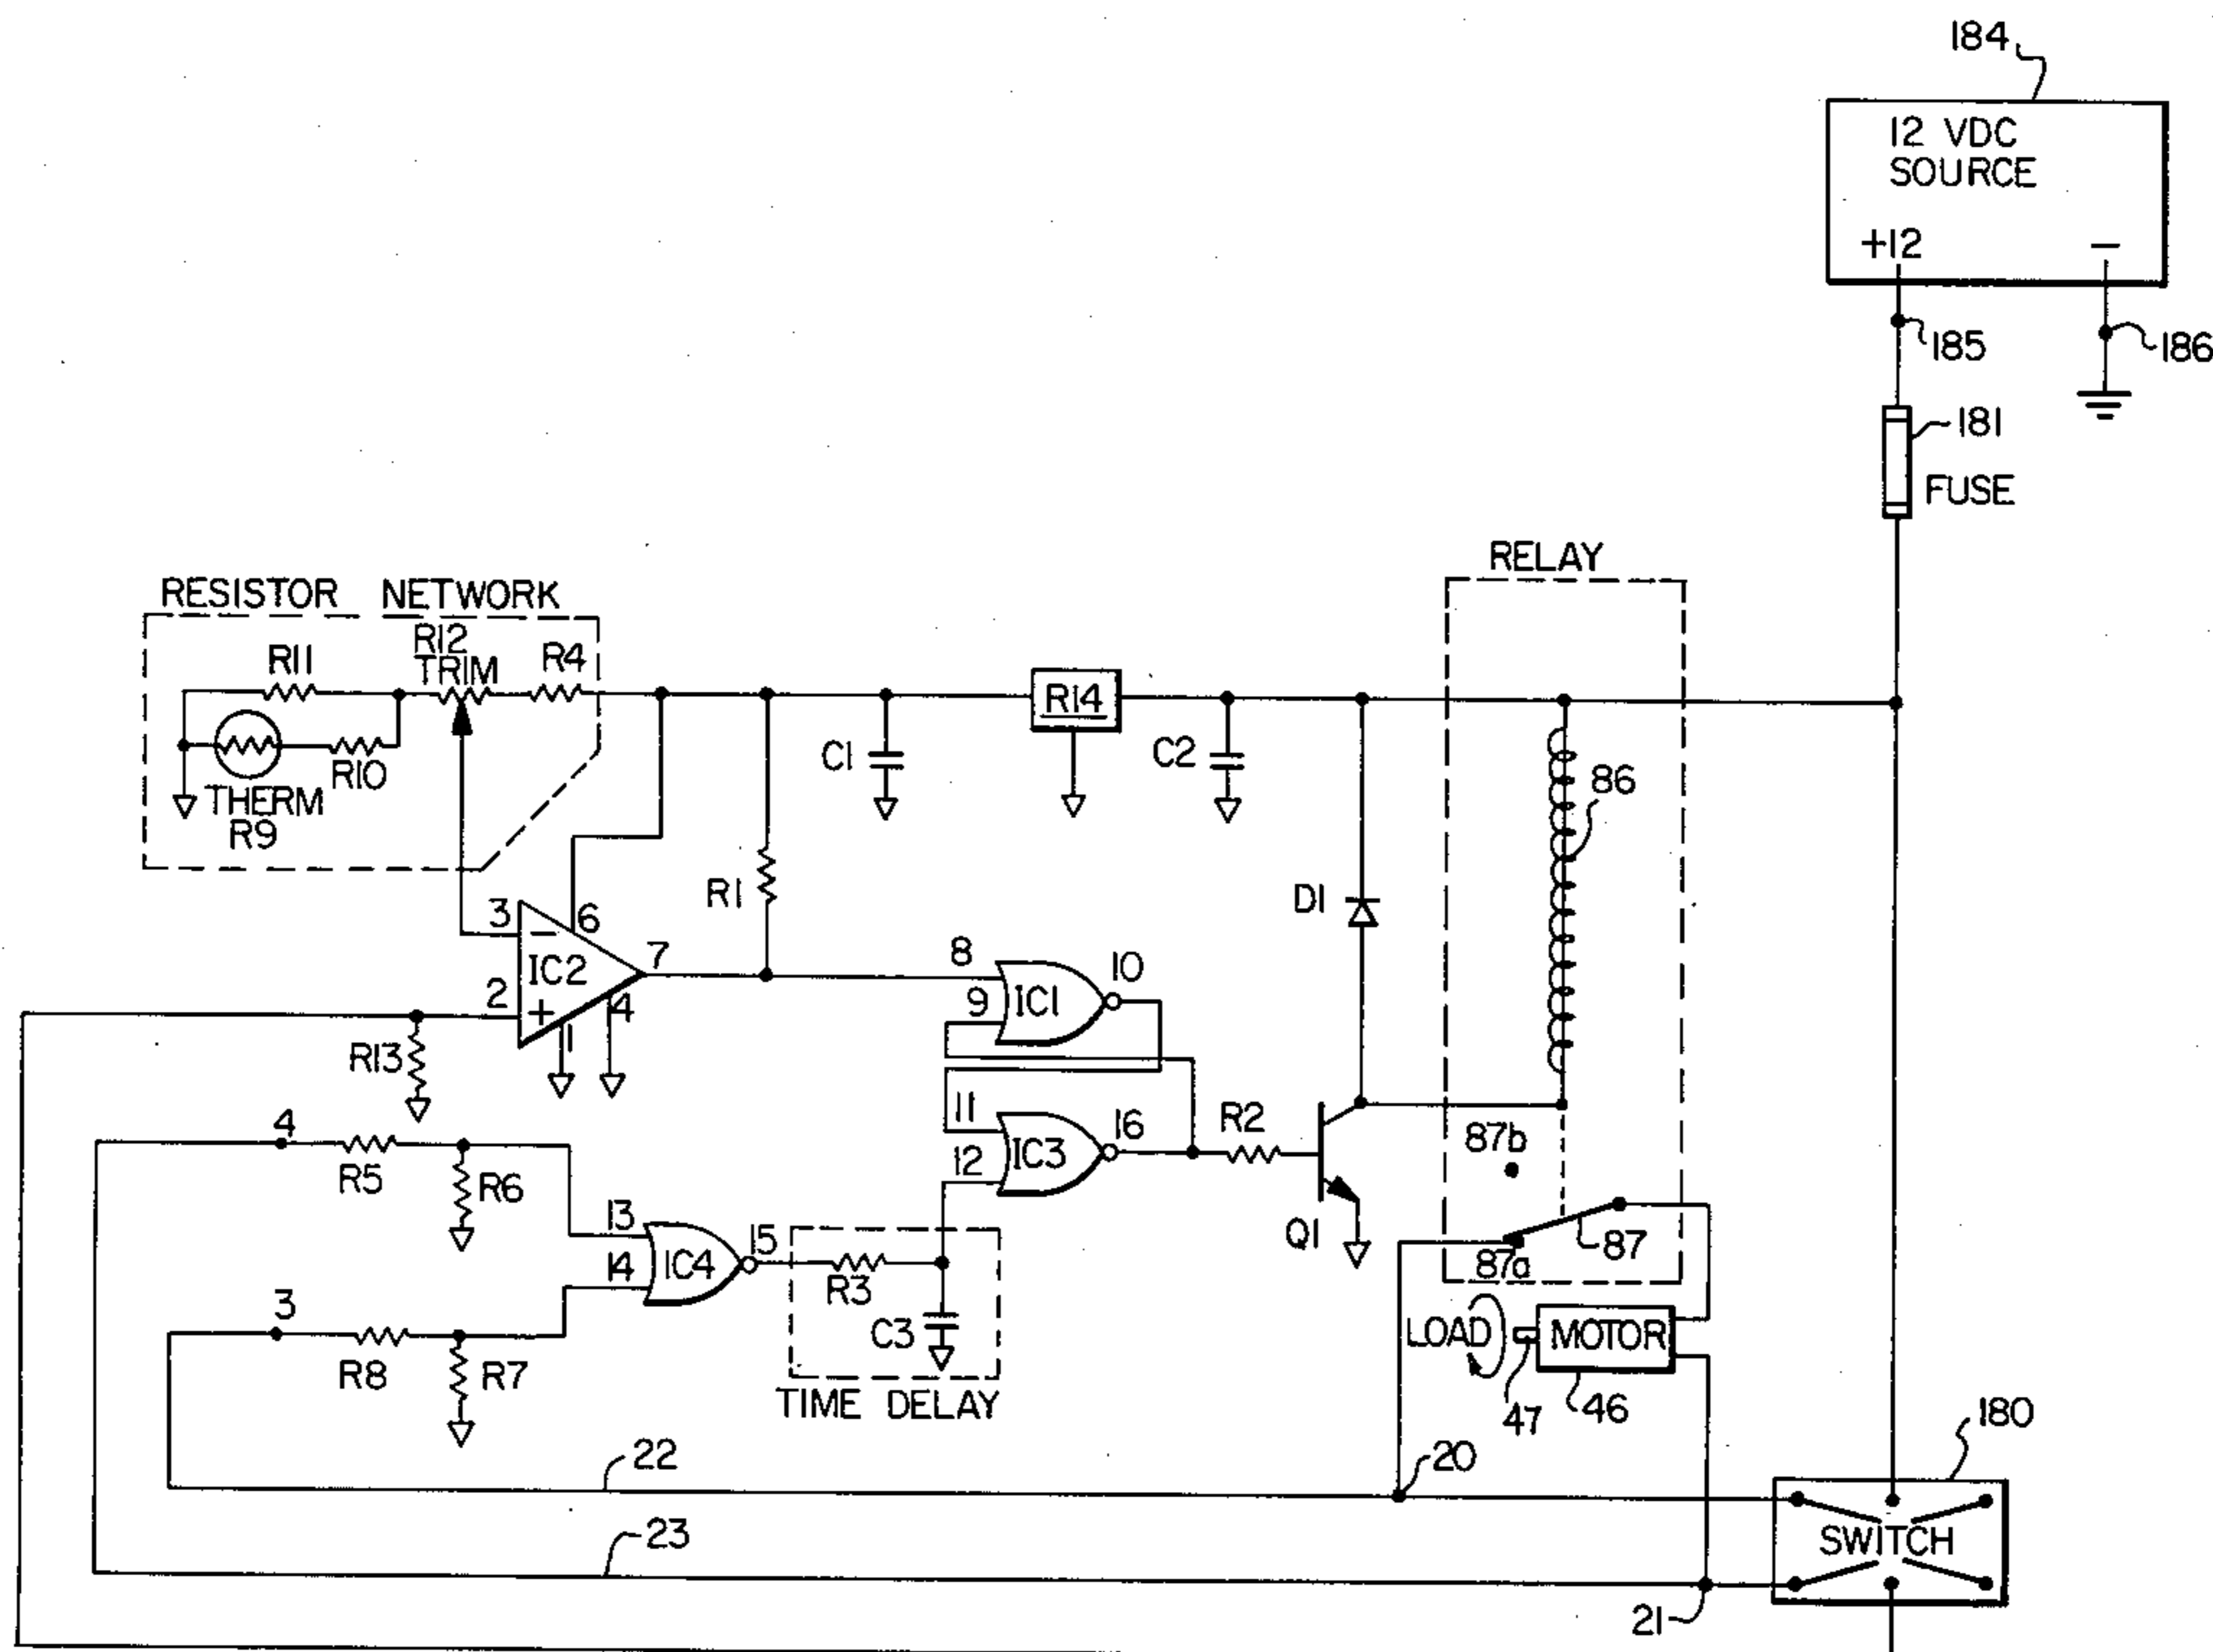 184
12 VDC
SOURCE
+12
−
185
186
181
FUSE
RELAY
RESISTOR NETWORK
R12
TRIM
R11
R4
R14
R10
THERM
R9
C1
C2
86
R1
D1
3
−
6
IC2
7
2
+
4
1
R13
8
9
IC1
10
11
12
IC3
16
R2
87b
Q1
87
87a
4
R5
R6
13
14
IC4
15
R3
C3
TIME DELAY
3
R8
R7
LOAD
MOTOR
47
46
180
22
20
SWITCH
23
21